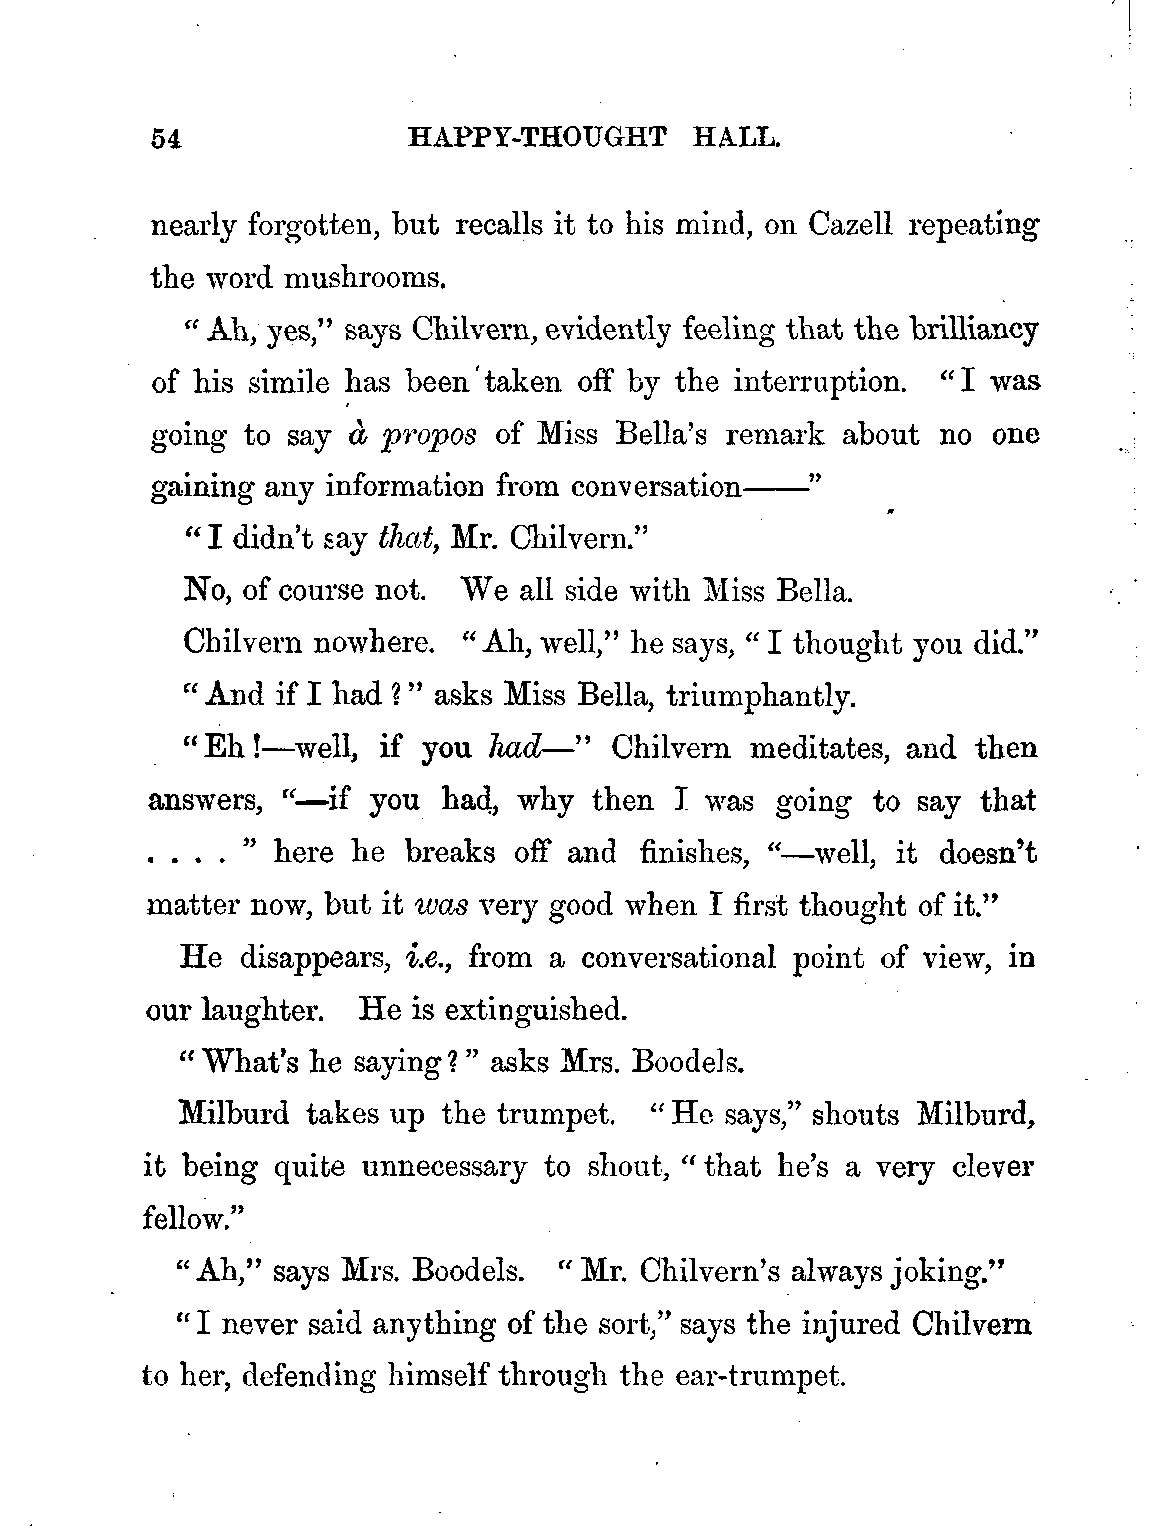 54 HAPPY-THOUGHT HALL.
nearly forgotten, but recalls it to his mind, on Cazell repeating
the word mushrooms.
“Ah, yes,” says Chilvern, evidently feeling that the brilliancy
of his simile has been taken off by the interruption. “I was
going to say à propos of Miss Bella’s remark about no one
gaining any information from conversation——”
“I didn’t say that, Mr. Chilvern.”
No, of course not. We all side with Miss Bella.
Chilvern nowhere. “Ah, well,” he says, “I thought you did.”
“And if I had?” asks Miss Bella, triumphantly.
“Eh!—well, if you had—” Chilvern meditates, and then
answers, “—if you had, why then I was going to say that
. . . . ” here he breaks off and finishes, “—well, it doesn’t
matter now, but it was very good when I first thought of it.”
He disappears, i.e., from a conversational point of view, in
our laughter. He is extinguished.
“What’s he saying?” asks Mrs. Boodels.
Milburd takes up the trumpet. “He says,” shouts Milburd,
it being quite unnecessary to shout, “that he’s a very clever
fellow.”
“Ah,” says Mrs. Boodels. “Mr. Chilvern’s always joking.”
“I never said anything of the sort,” says the injured Chilvern
to her, defending himself through the ear-trumpet.